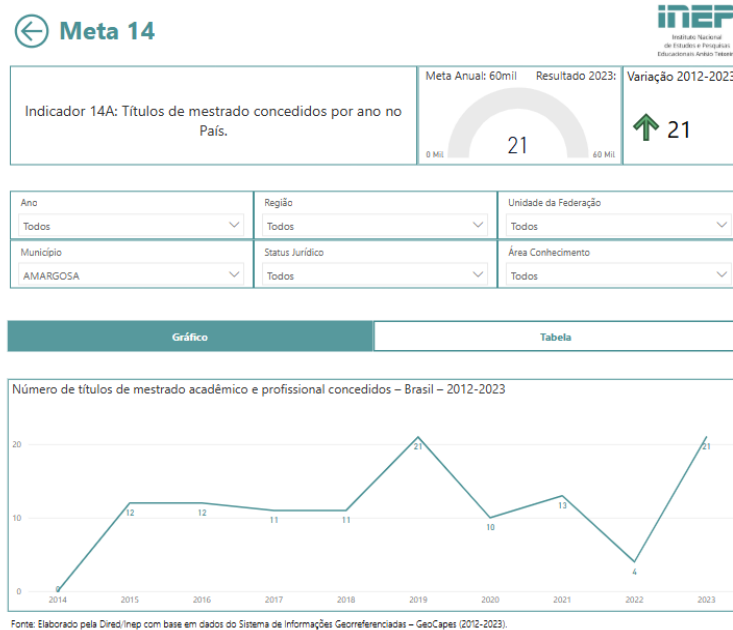 Meta 14
inep
Instituto Nacional
de Estudos e Pesquisas
Educacionais Anísio Teixeira
Indicador 14A: Títulos de mestrado concedidos por ano no
País.
Meta Anual: 60mil Resultado 2023:
21
0 Mil 60 Mil
Variação 2012-2023
21
Ano
Todos
Região
Todos
Unidade da Federação
Todos
Município
AMARGOSA
Status Jurídico
Todos
Área Conhecimento
Todos
Gráfico Tabela
Número de títulos de mestrado acadêmico e profissional concedidos – Brasil – 2012-2023
20
10
0
0 12 12 11 11 21 10 13 4 21
2014 2015 2016 2017 2018 2019 2020 2021 2022 2023
Fonte: Elaborado pela Dired/Inep com base em dados do Sistema de Informações Georreferenciadas – GeoCapes (2012-2023).